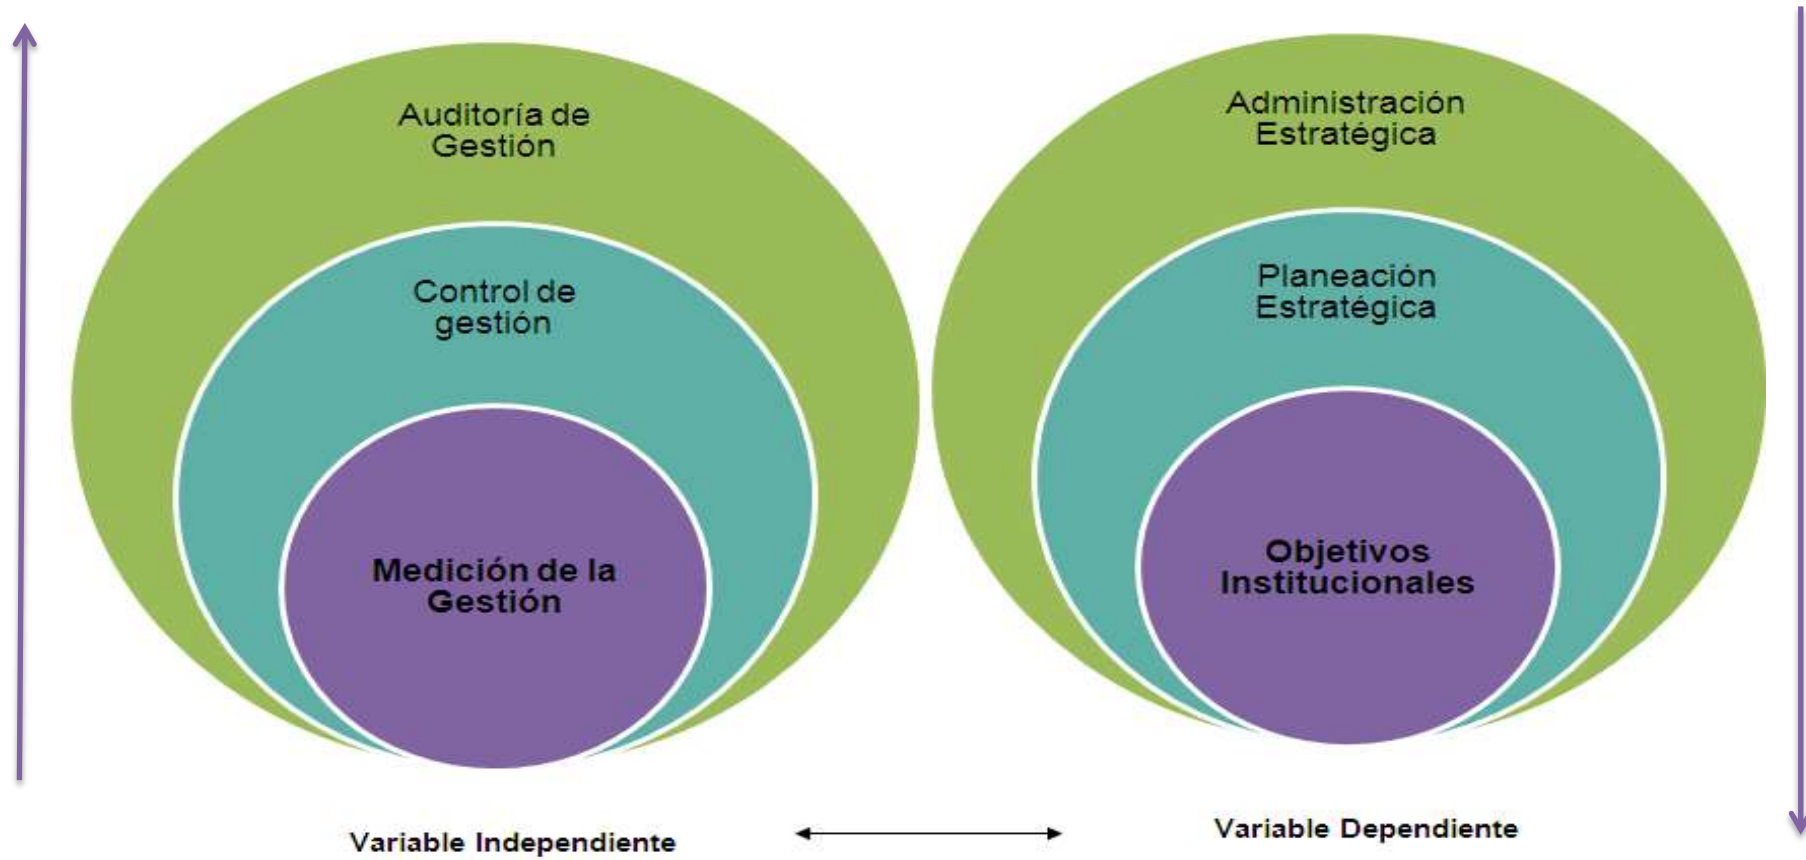 Auditoría de
Gestión
Control de
gestión
Medición de la
Gestión
Variable Independiente
Administración
Estratégica
Planeación
Estratégica
Objetivos
Institucionales
Variable Dependiente